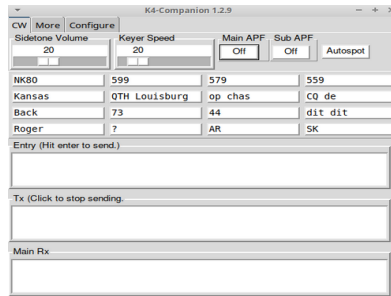 K4-Companion 1.2.9
CW More Configure
Sidetone Volume Keyer Speed Main APF Sub APF
20 20 Off Off Autospot
NK8O 599 579 559
Kansas QTH Louisburg op chas CQ de
Back 73 44 dit dit
Roger ? AR SK
Entry (Hit enter to send.)
Tx (Click to stop sending.
Main Rx